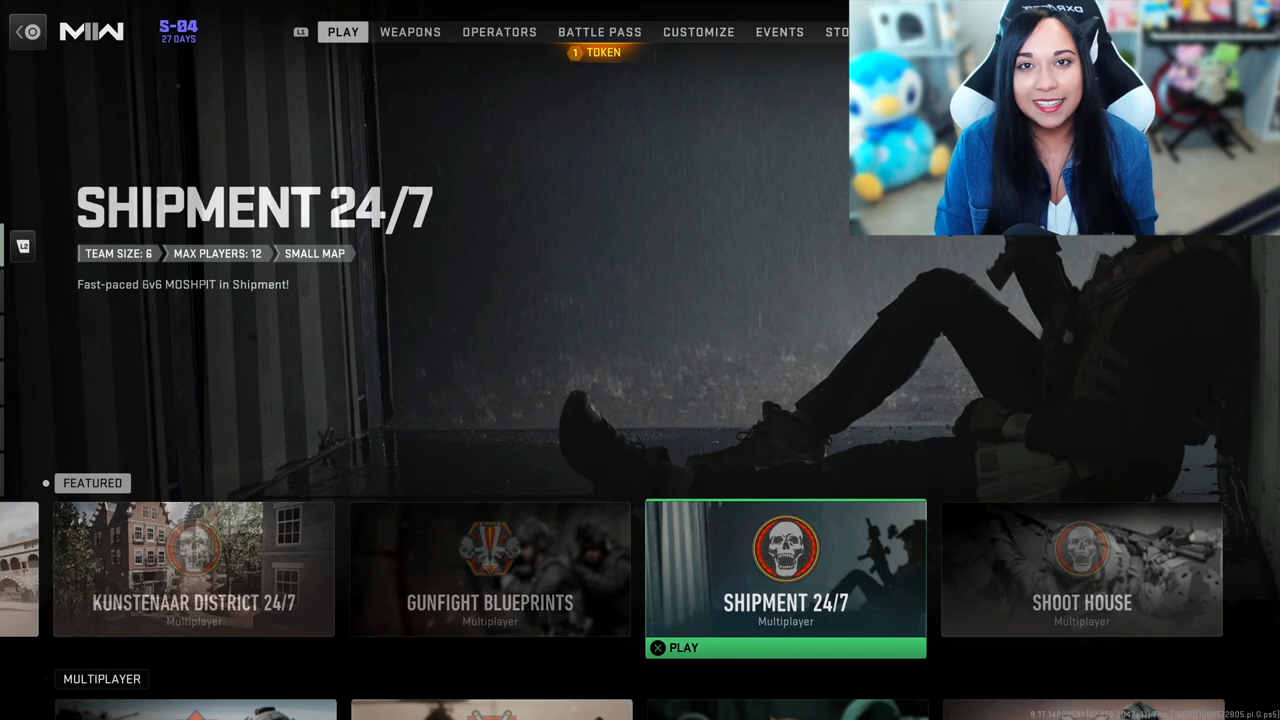 MW
S-04
27 DAYS
L1
PLAY
WEAPONS
OPERATORS
BATTLE PASS
CUSTOMIZE
EVENTS
STO
1 TOKEN
DXRACER
SHIPMENT 24/7
L2
TEAM SIZE: 6
MAX PLAYERS: 12
SMALL MAP
Fast-paced 6v6 MOSHPIT in Shipment!
FEATURED
KUNSTENAAR DISTRICT 24/7
Multiplayer
GUNFIGHT BLUEPRINTS
Multiplayer
SHIPMENT 24/7
Multiplayer
PLAY
SHOOT HOUSE
Multiplayer
MULTIPLAYER